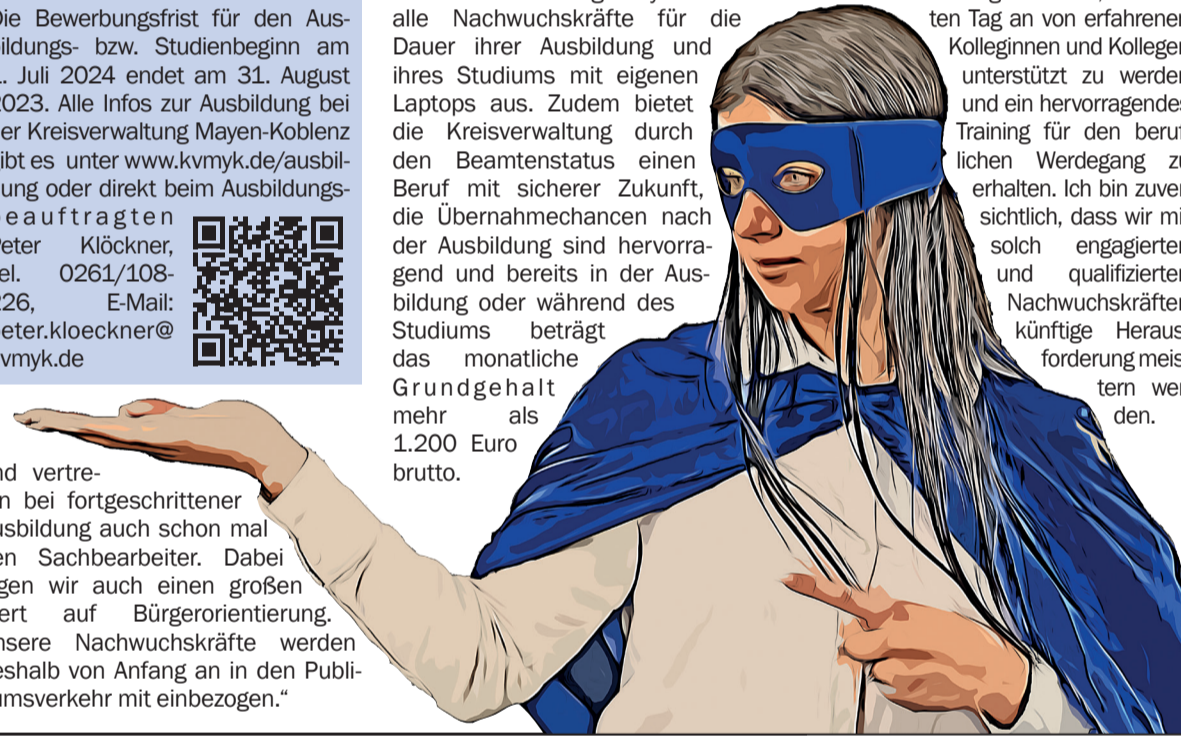 Die Bewerbungsfrist für den Aus-
ildungs- bzw. Studienbeginn am
1. Juli 2024 endet am 31. August
2023. Alle Infos zur Ausbildung bei
er Kreisverwaltung Mayen-Koblenz
ibt es unter www.kvmyk.de/ausbil-
ung oder direkt beim Ausbildungs-
beauftragten
Peter Klöckner,
el. 0261/108-
226, E-Mail:
peter.kloeckner@
vmyk.de
nd vertre-
n bei fortgeschrittener
usbildung auch schon mal
en Sachbearbeiter. Dabei
gen wir auch einen großen
ert auf Bürgerorientierung.
nsere Nachwuchskräfte werden
eshalb von Anfang an in den Publi-
umsverkehr mit einbezogen.“
alle Nachwuchskräfte für die
Dauer ihrer Ausbildung und
ihres Studiums mit eigenen
Laptops aus. Zudem bietet
die Kreisverwaltung durch
den Beamtenstatus einen
Beruf mit sicherer Zukunft,
die Übernahmechancen nach
der Ausbildung sind hervorra-
gend und bereits in der Aus-
bildung oder während des
Studiums beträgt
das monatliche
Grundgehalt
mehr als
1.200 Euro
brutto.
ten Tag an von erfahrenen
Kolleginnen und Kollegen
unterstützt zu werden
und ein hervorragendes
Training für den beruf
lichen Werdegang zu
erhalten. Ich bin zuver
sichtlich, dass wir mi
solch engagierten
und qualifizierten
Nachwuchskräften
künftige Heraus
forderung meis
tern wer
den.